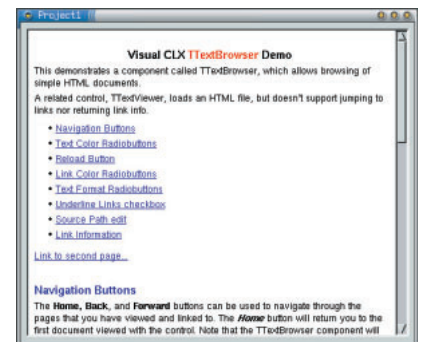 Project1
Visual CLX TTextBrowser Demo
This demonstrates a component called TTextBrowser, which allows browsing of
simple HTML documents.
A related control, TTextViewer, loads an HTML file, but doesn't support jumping to
links nor returning link info.
• Navigation Buttons
• Text Color Radiobuttons
• Reload Button
• Link Color Radiobuttons
• Text Format Radiobuttons
• Underline Links checkbox
• Source Path edit
• Link Information
Link to second page...
Navigation Buttons
The Home, Back, and Forward buttons can be used to navigate through the
pages that you have viewed and linked to. The Home button will return you to the
first document viewed with the control. Note that the TTextBrowser component will